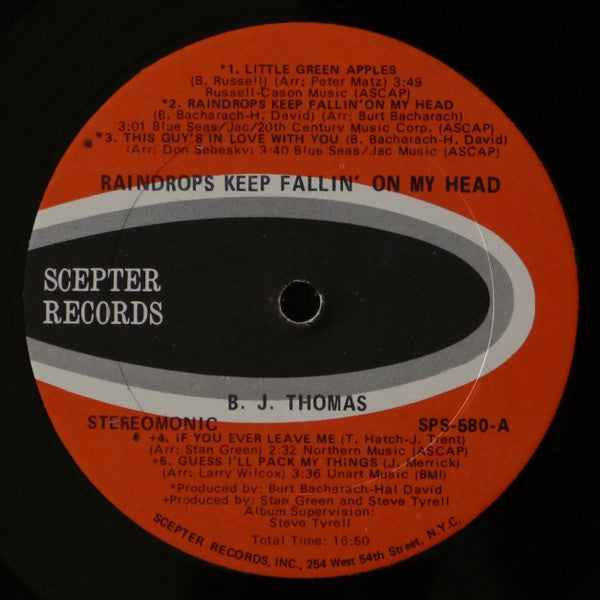 *1. LITTLE GREEN APPLES
(B. Russell) (Arr: Peter Matz) 3:49
Russell-Cason Music (ASCAP)
*2. RAINDROPS KEEP FALLIN' ON MY HEAD
(B. Bacharach-H. David) (Arr: Burt Bacharach)
3:01 Blue Seas/Jac/20th Century Music Corp. (ASCAP)
*3. THIS GUY'S IN LOVE WITH YOU (B. Bacharach-H. David)
(Arr: Don Sebesky) 3:40 Blue Seas/Jac Music (ASCAP)
RAINDROPS KEEP FALLIN' ON MY HEAD
SCEPTER
RECORDS
B. J. THOMAS
STEREOMONIC SPS-580-A
+4. IF YOU EVER LEAVE ME (T. Hatch-J. Trent)
(Arr: Stan Green) 2:32 Northern Music (ASCAP)
+5. GUESS I'LL PACK MY THINGS (J. Merrick)
(Arr: Larry Wilcox) 3:36 Unart Music (BMI)
*Produced by: Burt Bacherach-Hal David
+Produced by: Stan Green and Steve Tyrell
Album Supervision:
Steve Tyrell
Total Time: 16:50
SCEPTER RECORDS, INC., 254 West 54th Street, N.Y.C.